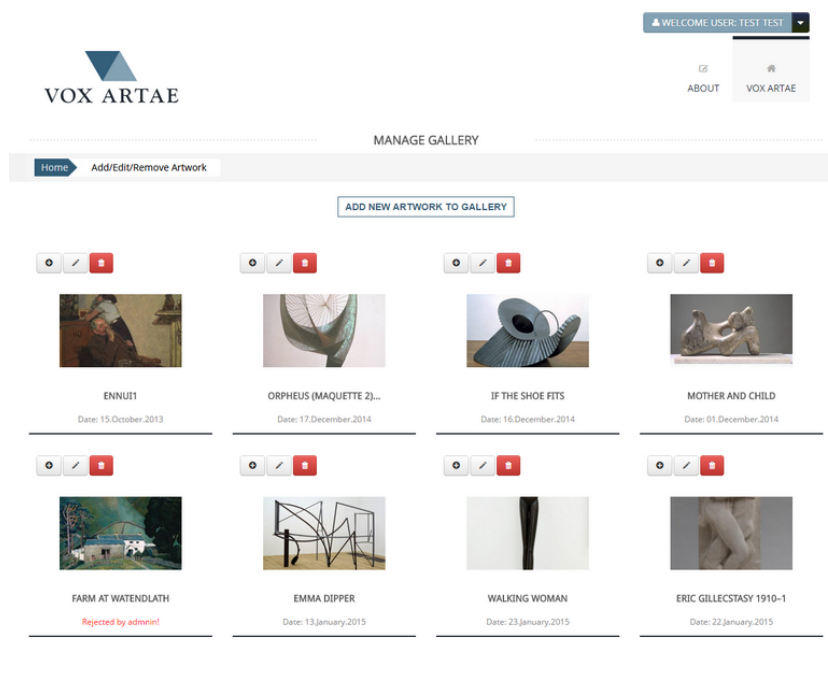 WELCOME USER: TEST TEST
VOX ARTAE
ABOUT
VOX ARTAE
MANAGE GALLERY
Home
Add/Edit/Remove Artwork
ADD NEW ARTWORK TO GALLERY
ENNUI1
ORPHEUS (MAQUETTE 2)...
IF THE SHOE FITS
MOTHER AND CHILD
Date: 15.October.2013
Date: 17.December.2014
Date: 16.December.2014
Date: 01.December.2014
FARM AT WATENDLATH
EMMA DIPPER
WALKING WOMAN
ERIC GILLECSTASY 1910–1
Rejected by admnin!
Date: 13.January.2015
Date: 23.January.2015
Date: 22.January.2015